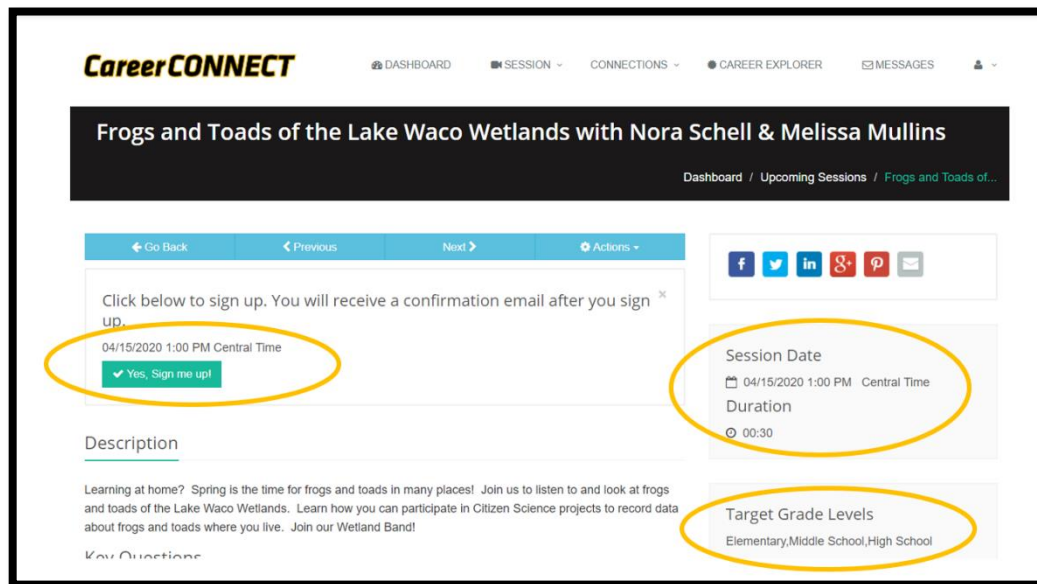 CareerCONNECT
DASHBOARD SESSION CONNECTIONS CAREER EXPLORER MESSAGES
Frogs and Toads of the Lake Waco Wetlands with Nora Schell & Melissa Mullins
Dashboard / Upcoming Sessions / Frogs and Toads of...
Go Back Previous Next Actions
Click below to sign up. You will receive a confirmation email after you sign
up.
04/15/2020 1:00 PM Central Time
Yes, Sign me up!
Description
Learning at home? Spring is the time for frogs and toads in many places! Join us to listen to and look at frogs
and toads of the Lake Waco Wetlands. Learn how you can participate in Citizen Science projects to record data
about frogs and toads where you live. Join our Wetland Band!
Key Questions
Session Date
04/15/2020 1:00 PM Central Time
Duration
00:30
Target Grade Levels
Elementary,Middle School,High School